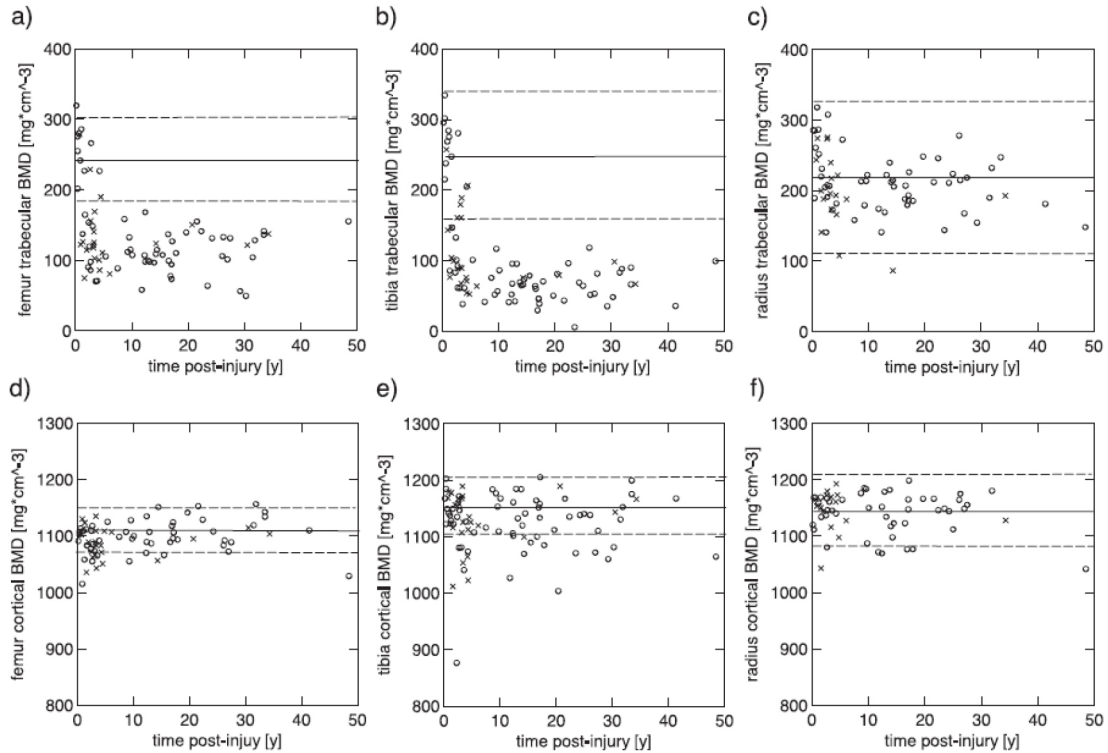 a)
b)
c)
400
300
200
100
0
femur trabecular BMD [mg*cm^-3]
0 10 20 30 40 50
time post-injury [y]
400
300
200
100
0
tibia trabecular BMD [mg*cm^-3]
0 10 20 30 40 50
time post-injury [y]
400
300
200
100
0
radius trabecular BMD [mg*cm^-3]
0 10 20 30 40 50
time post-injury [y]
d)
e)
f)
1300
1200
1100
1000
900
800
femur cortical BMD [mg*cm^-3]
0 10 20 30 40 50
time post-injuy [y]
1300
1200
1100
1000
900
800
tibia cortical BMD [mg*cm^-3]
0 10 20 30 40 50
time post-injury [y]
1300
1200
1100
1000
900
800
radius cortical BMD [mg*cm^-3]
0 10 20 30 40 50
time post-injury [y]